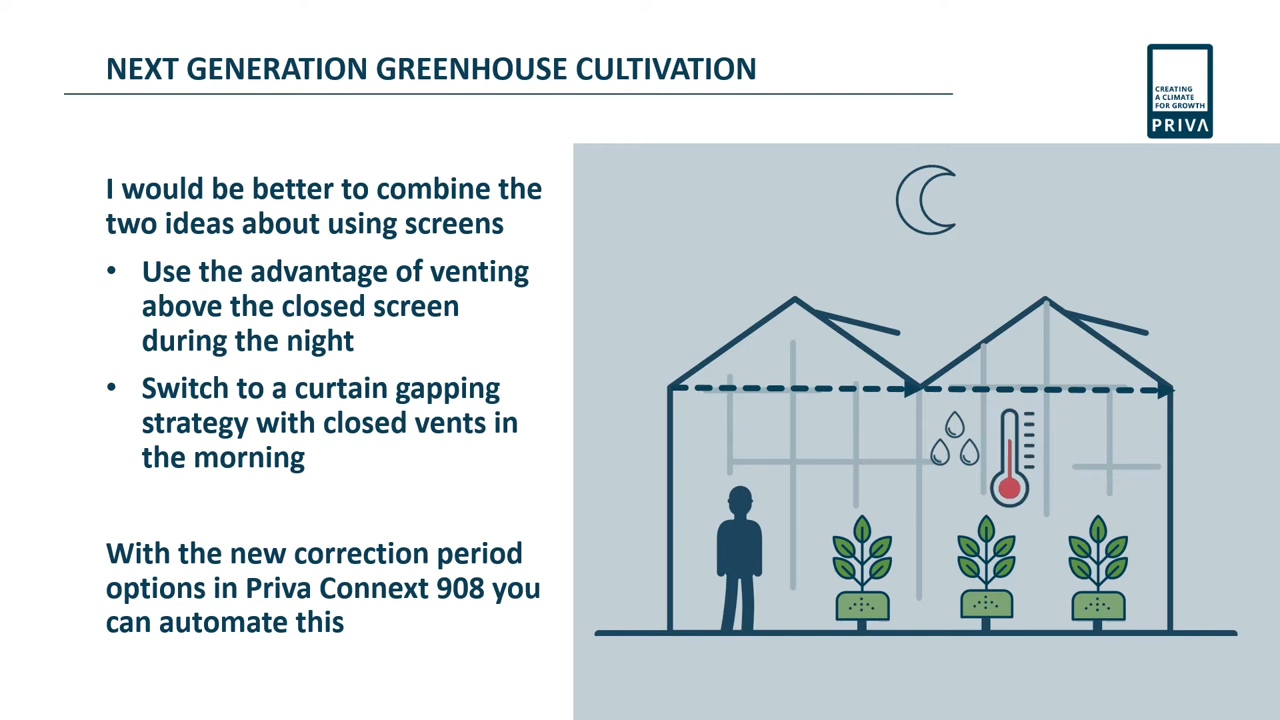 NEXT GENERATION GREENHOUSE CULTIVATION
CREATING
A CLIMATE
FOR GROWTH
PRIVA
I would be better to combine the
two ideas about using screens
• Use the advantage of venting
above the closed screen
during the night
• Switch to a curtain gapping
strategy with closed vents in
the morning
With the new correction period
options in Priva Connext 908 you
can automate this